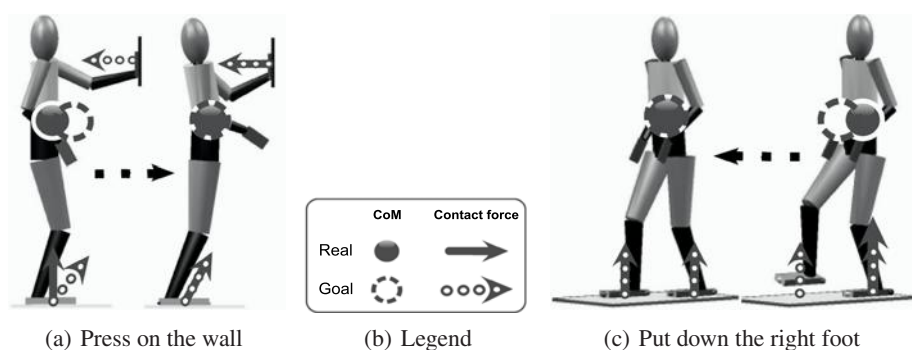 CoM Contact force
Real
Goal
(a) Press on the wall (b) Legend (c) Put down the right foot